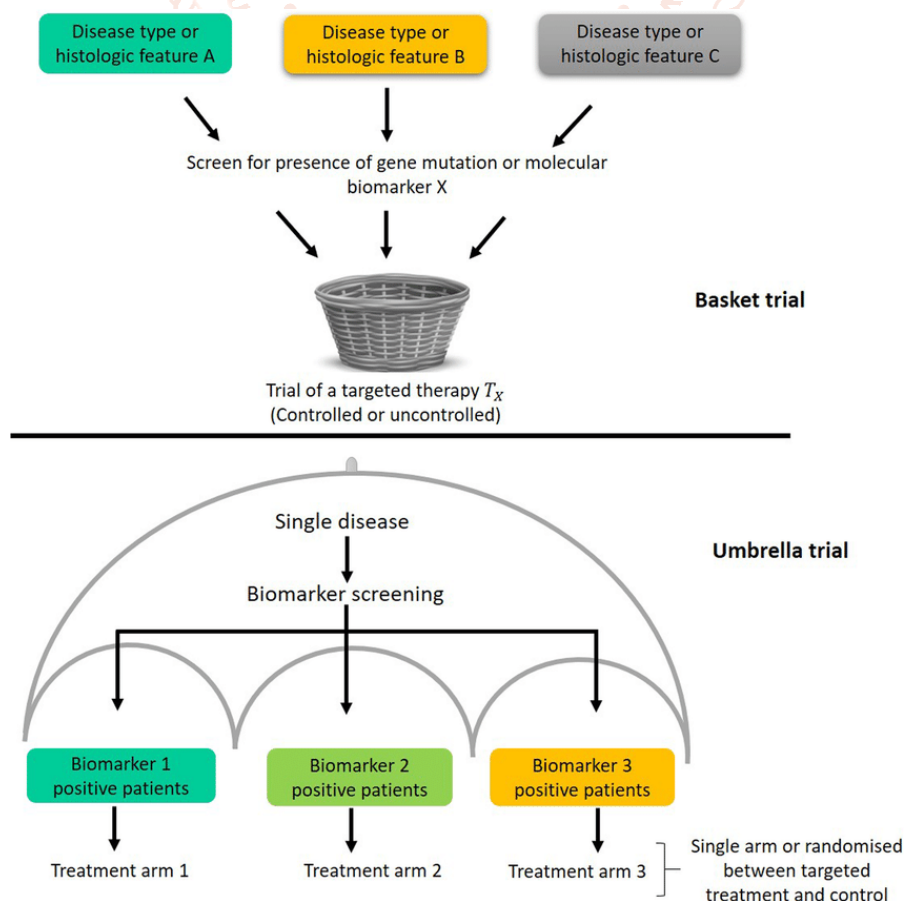 Disease type or
histologic feature A
Disease type or
histologic feature B
Disease type or
histologic feature C
Screen for presence of gene mutation or molecular
biomarker X
Basket trial
Trial of a targeted therapy T_X
(Controlled or uncontrolled)
Single disease
Umbrella trial
Biomarker screening
Biomarker 1
positive patients
Biomarker 2
positive patients
Biomarker 3
positive patients
Treatment arm 1
Treatment arm 2
Treatment arm 3
Single arm or randomised
between targeted
treatment and control